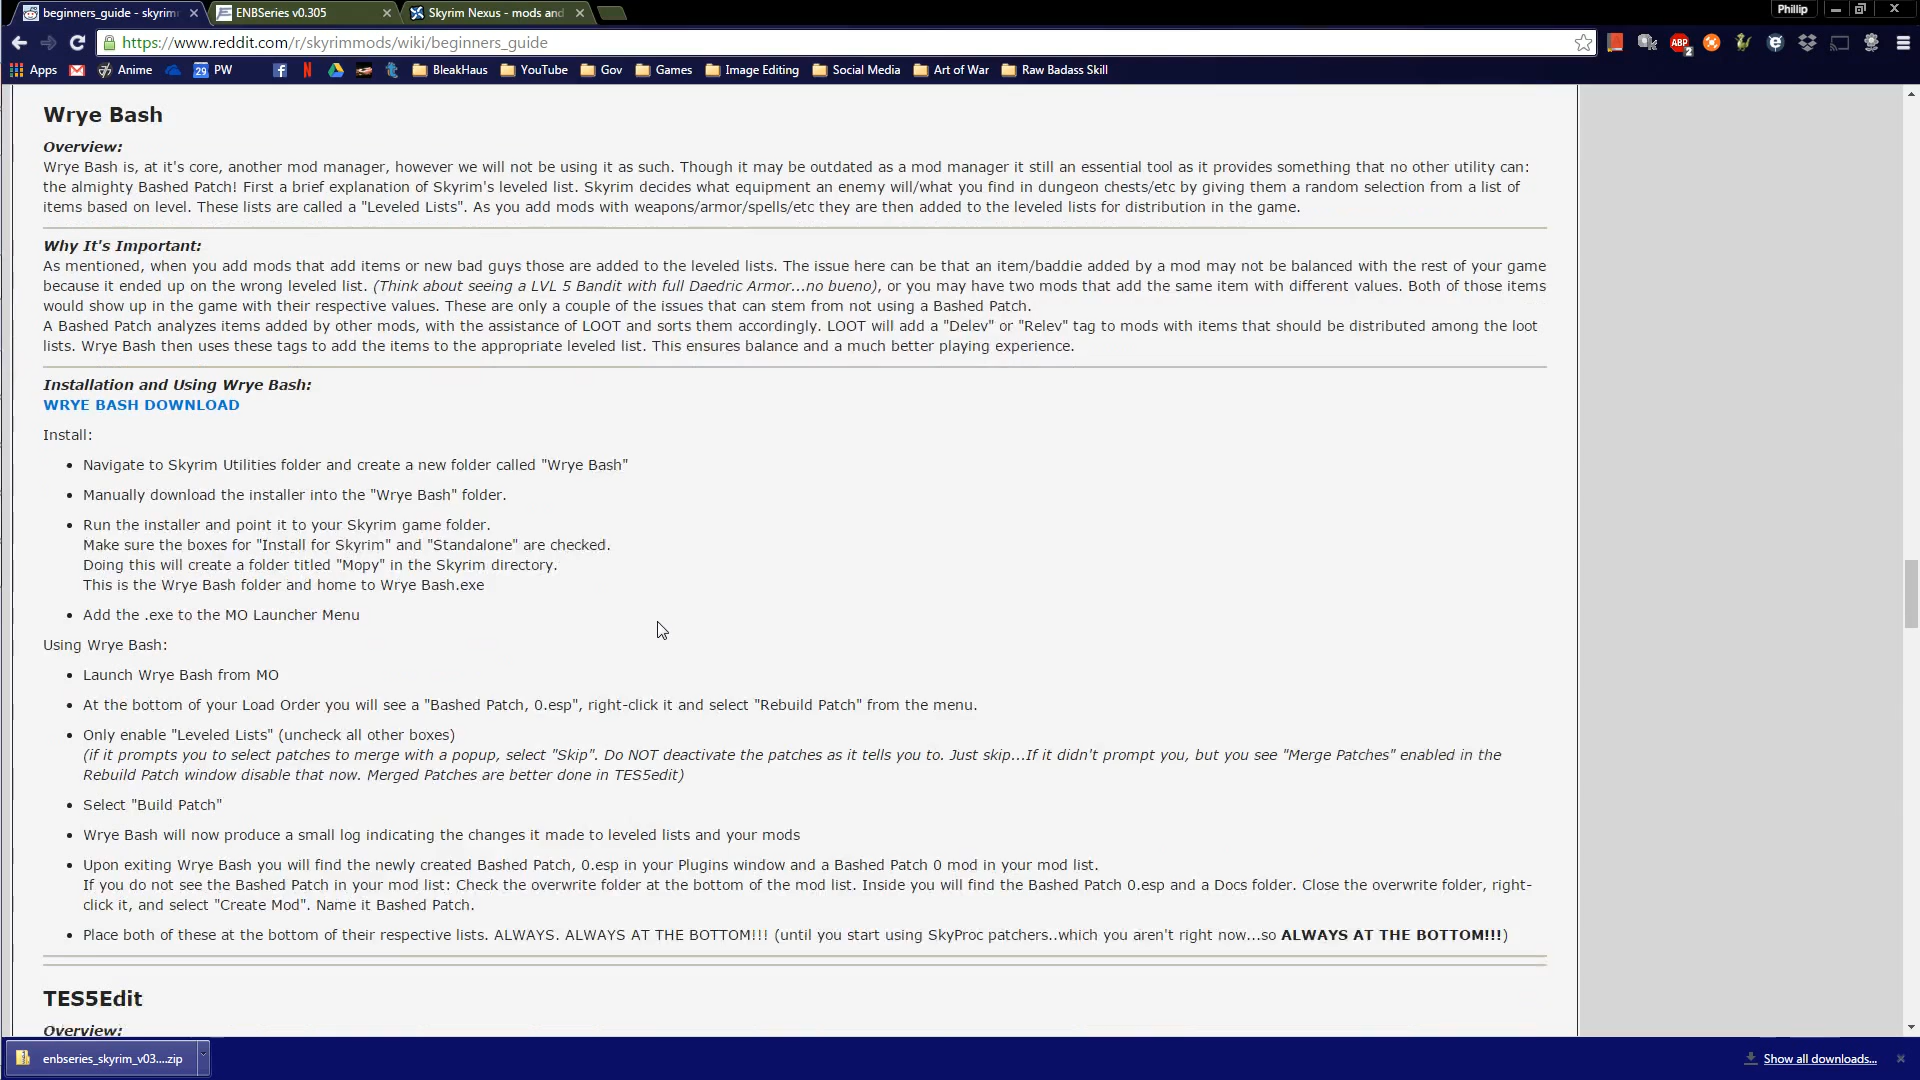 beginners_guide - skyrimm
ENBSeries v0.305
Skyrim Nexus - mods and
Phillip
https://www.reddit.com/r/skyrimmods/wiki/beginners_guide
ABP
2
Apps
Anime
29
PW
BleakHaus
YouTube
Gov
Games
Image Editing
Social Media
Art of War
Raw Badass Skill
Wrye Bash
Overview:
Wrye Bash is, at it's core, another mod manager, however we will not be using it as such. Though it may be outdated as a mod manager it still an essential tool as it provides something that no other utility can:
the almighty Bashed Patch! First a brief explanation of Skyrim's leveled list. Skyrim decides what equipment an enemy will/what you find in dungeon chests/etc by giving them a random selection from a list of
items based on level. These lists are called a "Leveled Lists". As you add mods with weapons/armor/spells/etc they are then added to the leveled lists for distribution in the game.
Why It's Important:
As mentioned, when you add mods that add items or new bad guys those are added to the leveled lists. The issue here can be that an item/baddie added by a mod may not be balanced with the rest of your game
because it ended up on the wrong leveled list. (Think about seeing a LVL 5 Bandit with full Daedric Armor...no bueno), or you may have two mods that add the same item with different values. Both of those items
would show up in the game with their respective values. These are only a couple of the issues that can stem from not using a Bashed Patch.
A Bashed Patch analyzes items added by other mods, with the assistance of LOOT and sorts them accordingly. LOOT will add a "Delev" or "Relev" tag to mods with items that should be distributed among the loot
lists. Wrye Bash then uses these tags to add the items to the appropriate leveled list. This ensures balance and a much better playing experience.
Installation and Using Wrye Bash:
WRYE BASH DOWNLOAD
Install:
• Navigate to Skyrim Utilities folder and create a new folder called "Wrye Bash"
• Manually download the installer into the "Wrye Bash" folder.
• Run the installer and point it to your Skyrim game folder.
Make sure the boxes for "Install for Skyrim" and "Standalone" are checked.
Doing this will create a folder titled "Mopy" in the Skyrim directory.
This is the Wrye Bash folder and home to Wrye Bash.exe
• Add the .exe to the MO Launcher Menu
Using Wrye Bash:
• Launch Wrye Bash from MO
• At the bottom of your Load Order you will see a "Bashed Patch, 0.esp", right-click it and select "Rebuild Patch" from the menu.
• Only enable "Leveled Lists" (uncheck all other boxes)
(if it prompts you to select patches to merge with a popup, select "Skip". Do NOT deactivate the patches as it tells you to. Just skip...If it didn't prompt you, but you see "Merge Patches" enabled in the
Rebuild Patch window disable that now. Merged Patches are better done in TES5edit)
• Select "Build Patch"
• Wrye Bash will now produce a small log indicating the changes it made to leveled lists and your mods
• Upon exiting Wrye Bash you will find the newly created Bashed Patch, 0.esp in your Plugins window and a Bashed Patch 0 mod in your mod list.
If you do not see the Bashed Patch in your mod list: Check the overwrite folder at the bottom of the mod list. Inside you will find the Bashed Patch 0.esp and a Docs folder. Close the overwrite folder, right-
click it, and select "Create Mod". Name it Bashed Patch.
• Place both of these at the bottom of their respective lists. ALWAYS. ALWAYS AT THE BOTTOM!!! (until you start using SkyProc patchers..which you aren't right now...so ALWAYS AT THE BOTTOM!!!)
TES5Edit
Overview:
enbseries_skyrim_v03....zip
Show all downloads...